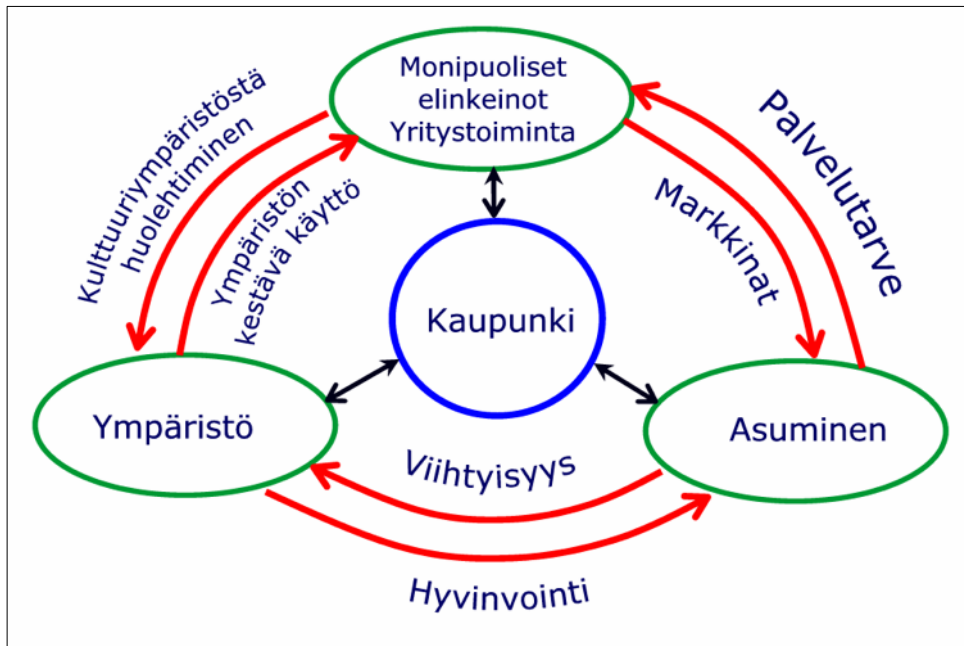 Monipuoliset
elinkeinot
Yritystoiminta
Kulttuuriympäristöstä
huolehtiminen
Ympäristön
kestävä käyttö
Markkinat
Palvelutarve
Kaupunki
Ympäristö
Asuminen
Viihtyisyys
Hyvinvointi